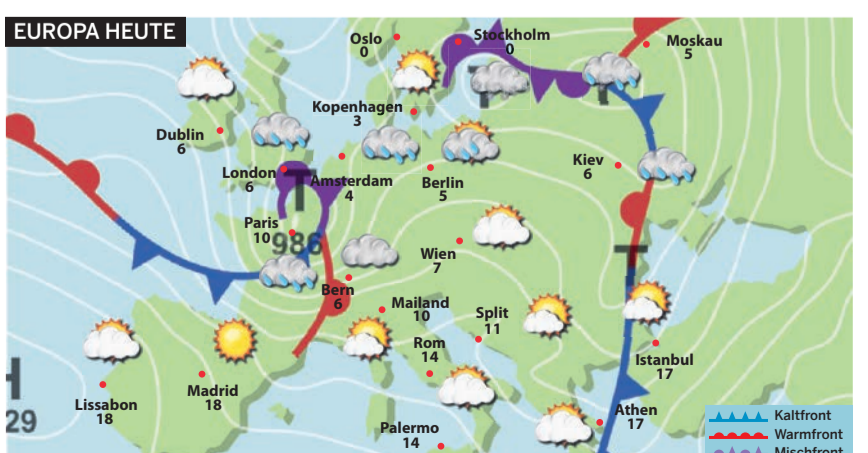 EUROPA HEUTE
Oslo
0
Stockholm
0
Moskau
5
Kopenhagen
3
Dublin
6
London
6
Amsterdam
4
Berlin
5
Kiev
6
T
T
T
Paris
10
986
Wien
7
Bern
6
T
Mailand
10
Split
11
Rom
14
Istanbul
17
H
29
Lissabon
18
Madrid
18
Palermo
14
Athen
17
Kaltfront
Warmfront
Mischfront